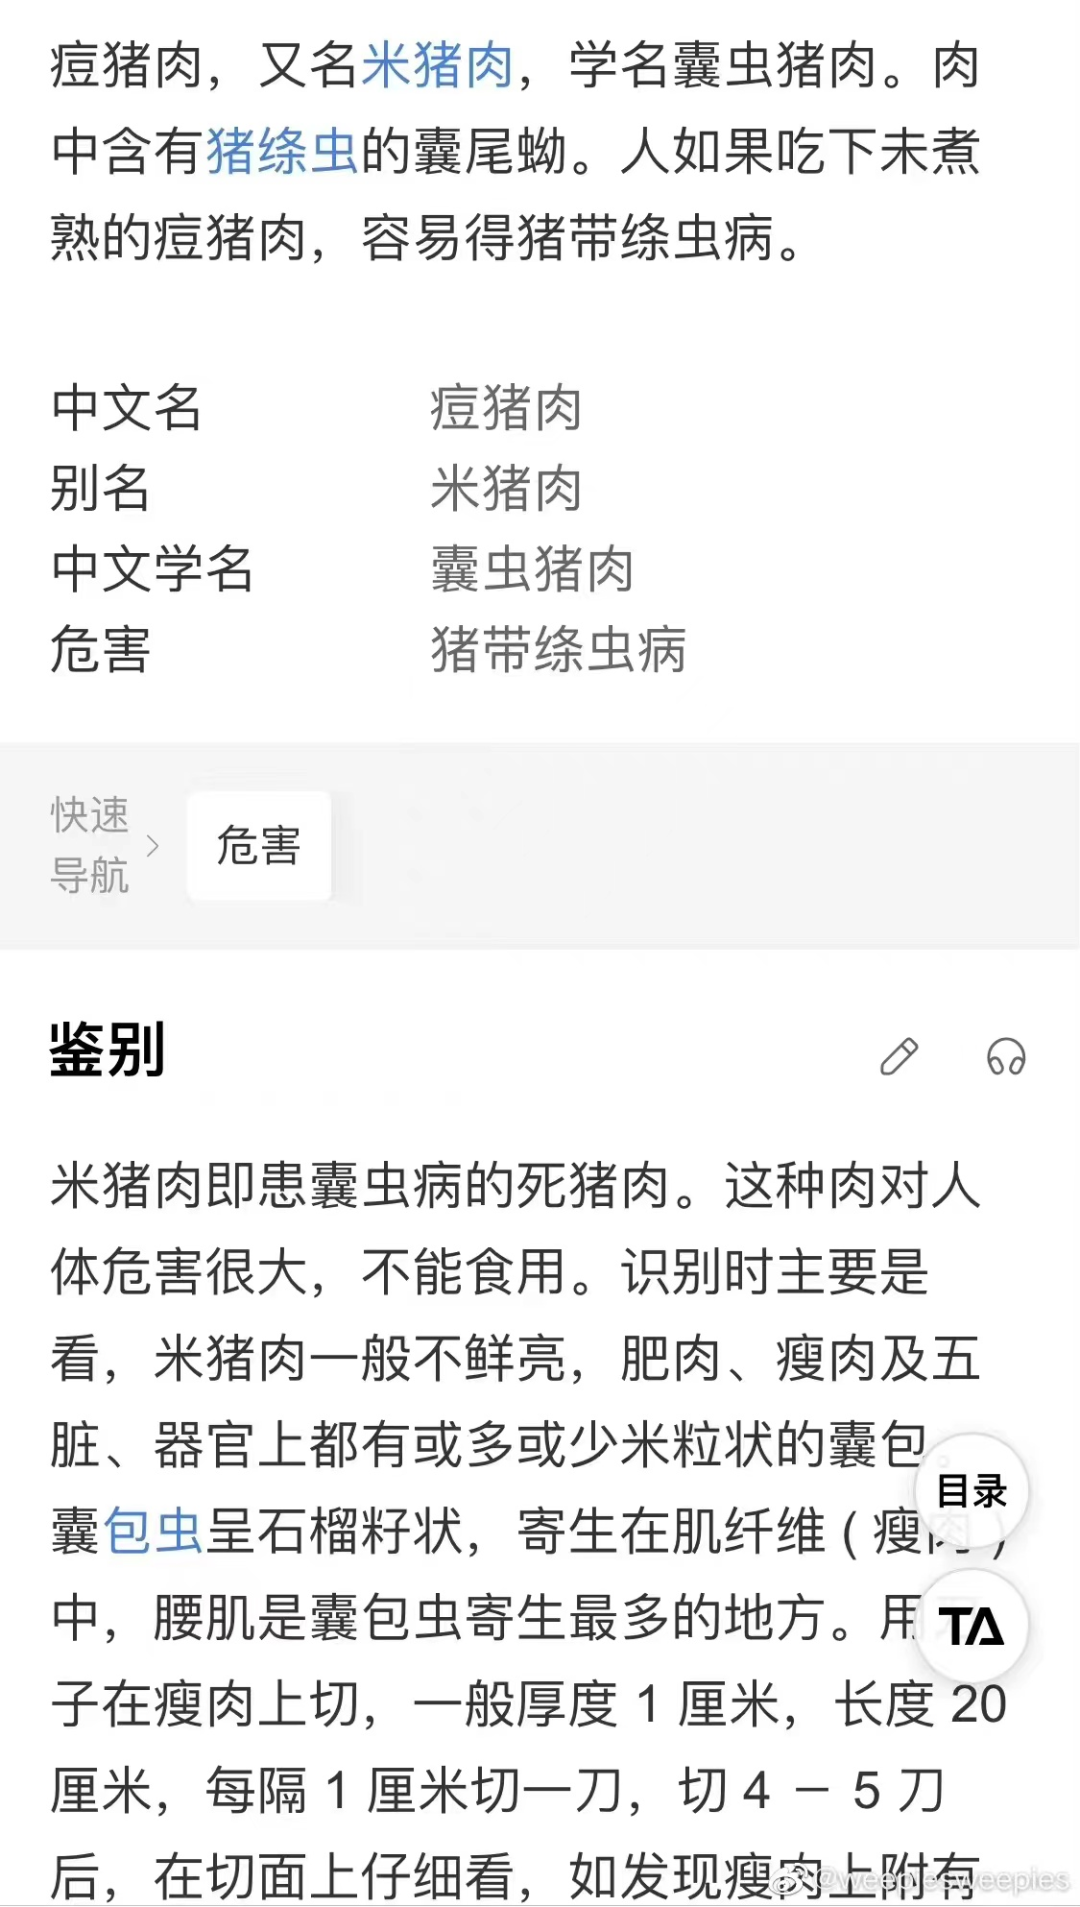 痘猪肉，又名米猪肉，学名囊虫猪肉。肉
中含有猪绦虫的囊尾蚴。人如果吃下未煮
熟的痘猪肉，容易得猪带绦虫病。
中文名 痘猪肉
别名 米猪肉
中文学名 囊虫猪肉
危害 猪带绦虫病
快速
导航
危害
鉴别
米猪肉即患囊虫病的死猪肉。这种肉对人
体危害很大，不能食用。识别时主要是
看，米猪肉一般不鲜亮，肥肉、瘦肉及五
脏、器官上都有或多或少米粒状的囊包
目录
囊包虫呈石榴籽状，寄生在肌纤维（瘦肉）
中，腰肌是囊包虫寄生最多的地方。用
TA
子在瘦肉上切，一般厚度 1 厘米，长度 20
厘米，每隔 1 厘米切一刀，切 4 － 5 刀
后，在切面上仔细看，如发现瘦肉上附有
@weepiesweepies